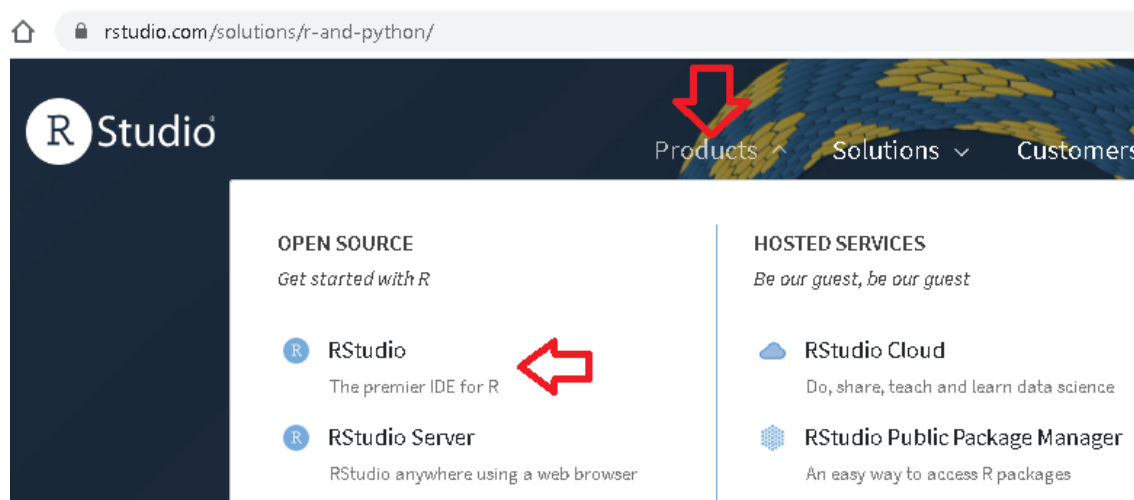 rstudio.com/solutions/r-and-python/
R Studio
Products
Solutions
Customers
OPEN SOURCE
Get started with R
R RStudio
The premier IDE for R
R RStudio Server
RStudio anywhere using a web browser
HOSTED SERVICES
Be our guest, be our guest
RStudio Cloud
Do, share, teach and learn data science
RStudio Public Package Manager
An easy way to access R packages